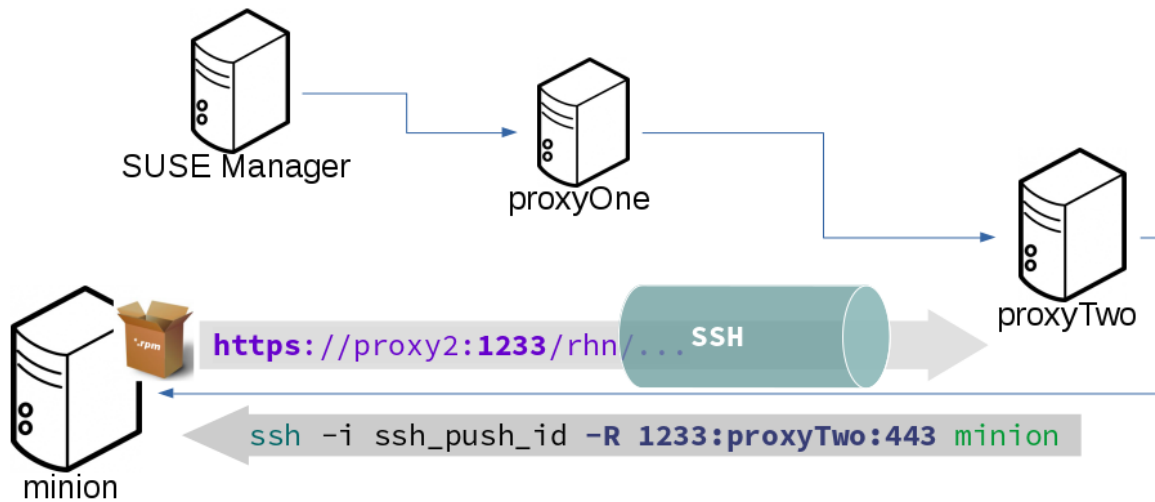 SUSE Manager
proxyOne
proxyTwo
*.rpm
https://proxy2:1233/rhn/...
SSH
ssh -i ssh_push_id -R 1233:proxyTwo:443 minion
minion